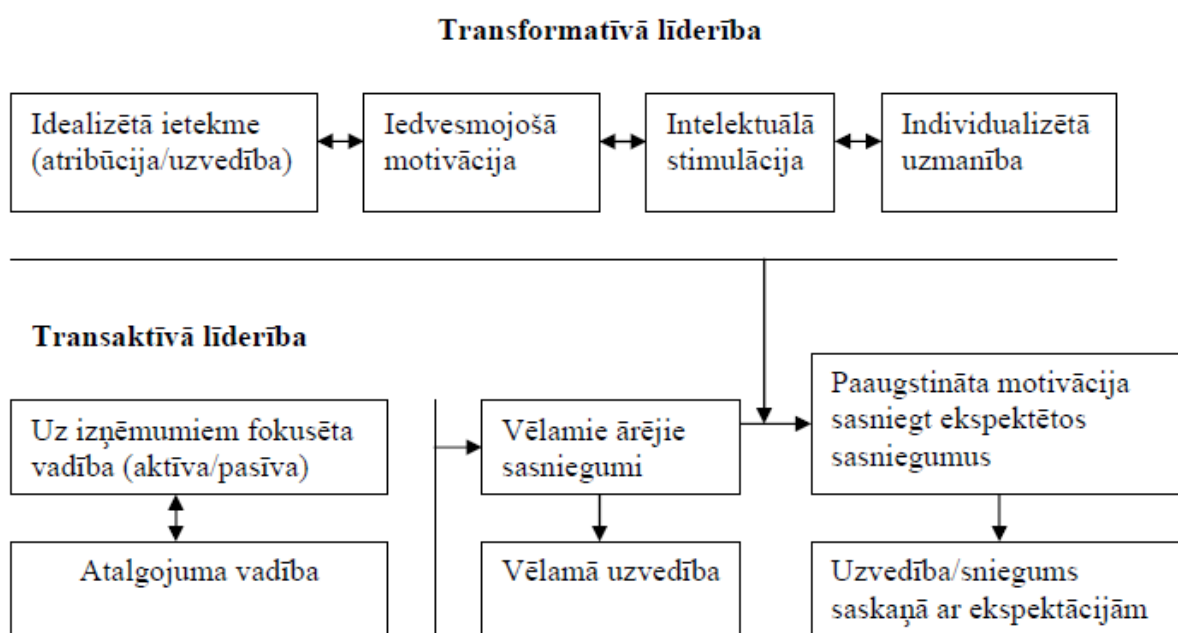 Transformatīvā līderība
Idealizētā ietekme
(atribūcija/uzvedība)
Iedvesmojošā
motivācija
Intelektuālā
stimulācija
Individualizētā
uzmanība
Transaktīvā līderība
Uz izņēmumiem fokusēta
vadība (aktīva/pasīva)
Atalgojuma vadība
Vēlamie ārējie
sasniegumi
Vēlamā uzvedība
Paaugstināta motivācija
sasniegt ekspektētos
sasniegumus
Uzvedība/sniegums
saskaņā ar ekspektācijām